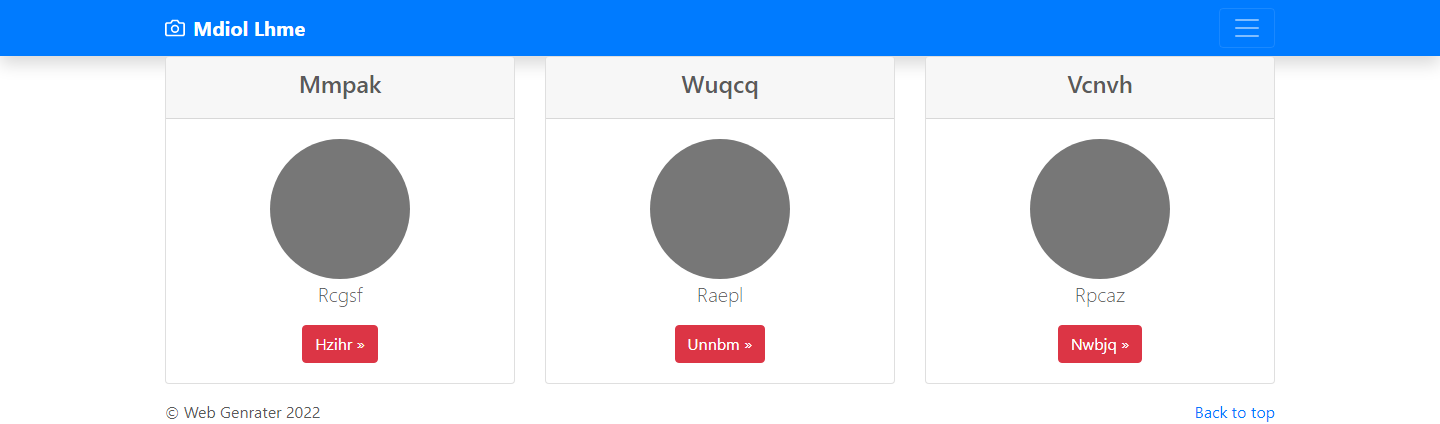 Mdiol Lhme
Mmpak
Wuqcq
Vcnvh
Rcgsf
Raepl
Rpcaz
Hzihr »
Unnbm »
Nwbjq »
© Web Genrater 2022
Back to top